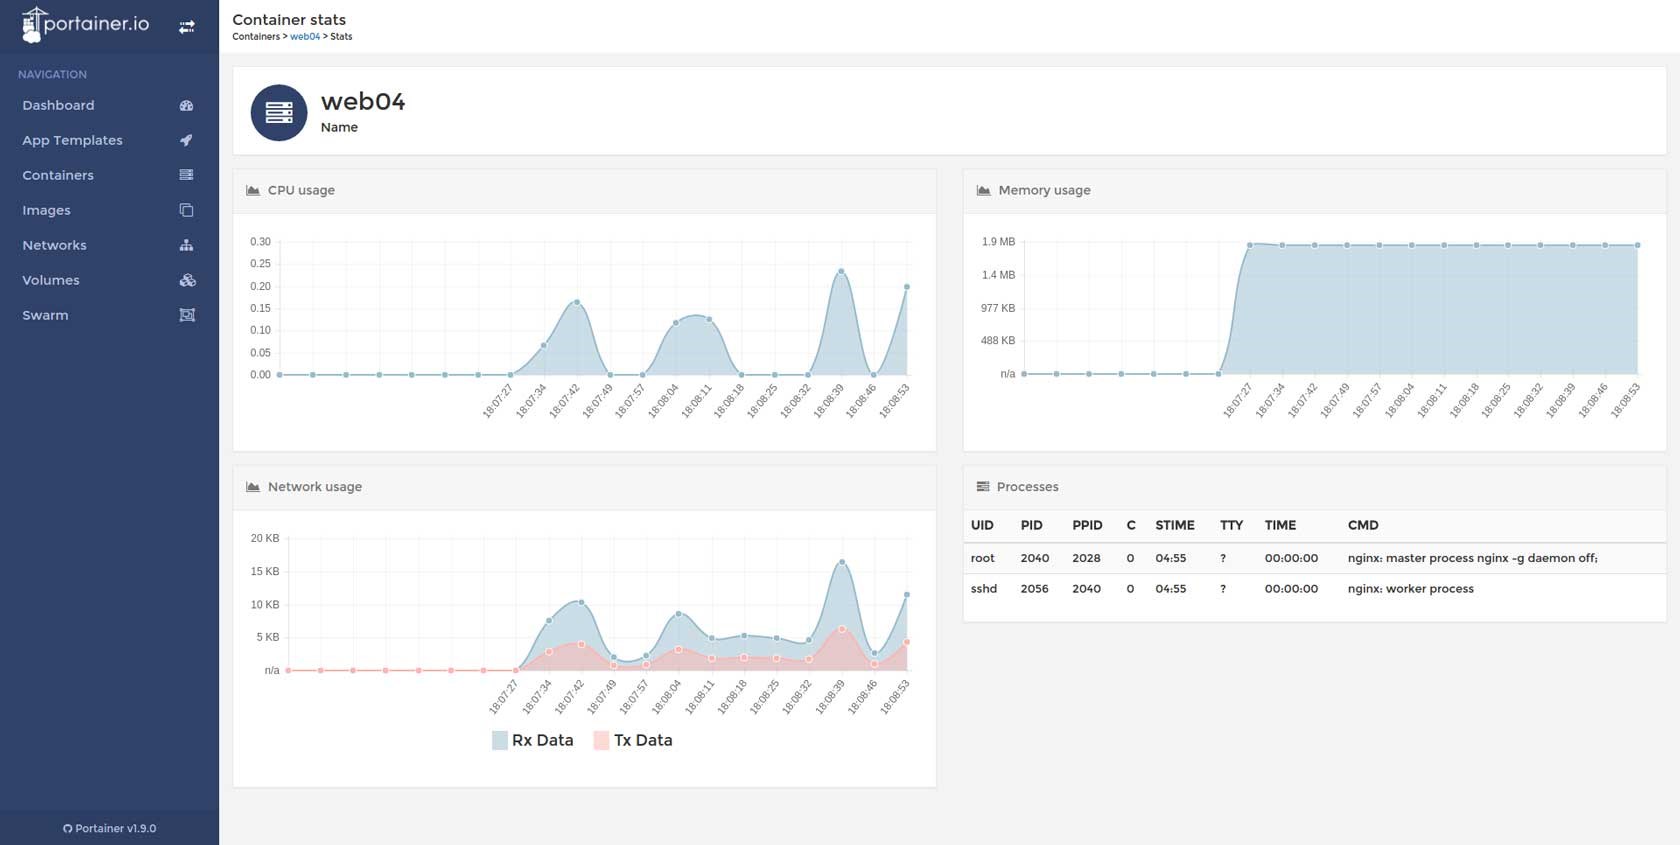 portainer.io
NAVIGATION
Dashboard
App Templates
Containers
Images
Networks
Volumes
Swarm
Portainer v1.9.0
Container stats
Containers > web04 > Stats
web04
Name
CPU usage
0.30
0.25
0.20
0.15
0.10
0.05
0.00
18:07:27 18:07:34 18:07:42 18:07:49 18:07:57 18:08:04 18:08:11 18:08:18 18:08:25 18:08:32 18:08:39 18:08:46 18:08:53
Memory usage
1.9 MB
1.4 MB
977 KB
488 KB
n/a
18:07:27 18:07:34 18:07:42 18:07:49 18:07:57 18:08:04 18:08:11 18:08:18 18:08:25 18:08:32 18:08:39 18:08:46 18:08:53
Network usage
20 KB
15 KB
10 KB
5 KB
n/a
18:07:27 18:07:34 18:07:42 18:07:49 18:07:57 18:08:04 18:08:11 18:08:18 18:08:25 18:08:32 18:08:39 18:08:46 18:08:53
Rx Data Tx Data
Processes
UID PID PPID C STIME TTY TIME CMD
root 2040 2028 0 04:55 ? 00:00:00 nginx: master process nginx -g daemon off;
sshd 2056 2040 0 04:55 ? 00:00:00 nginx: worker process